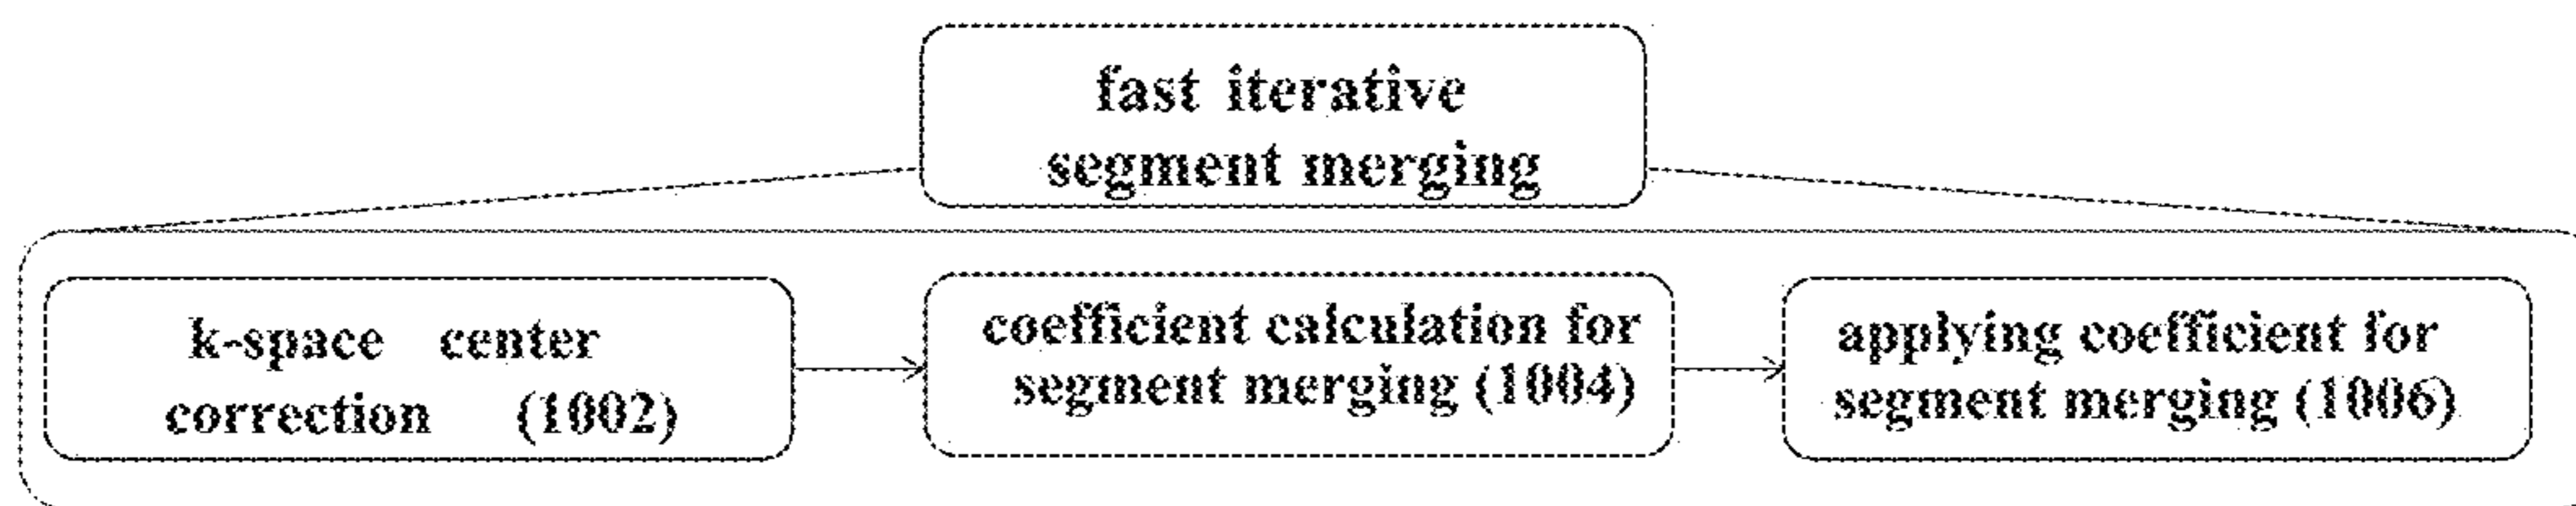 fast iterative
segment merging
k-space center
correction (1002)
coefficient calculation for
segment merging (1004)
applying coefficient for
segment merging (1006)